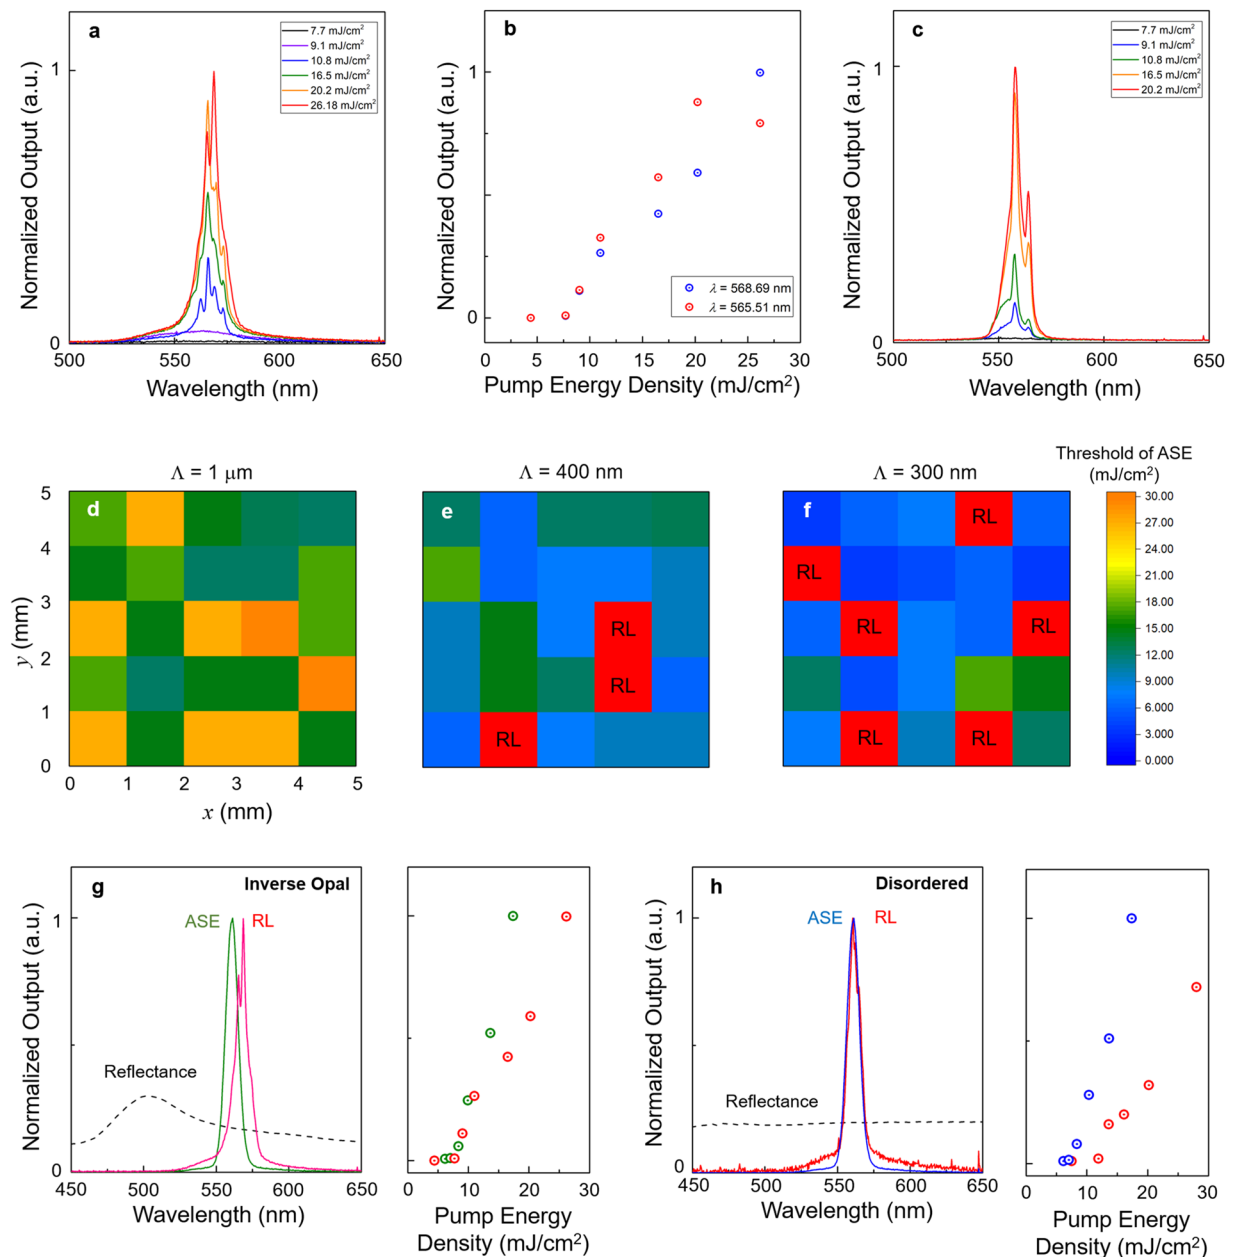 a
7.7 mJ/cm²
9.1 mJ/cm²
10.8 mJ/cm²
16.5 mJ/cm²
20.2 mJ/cm²
26.18 mJ/cm²
1
0
500
550
600
650
Normalized Output (a.u.)
Wavelength (nm)
b
1
0
0
5
10
15
20
25
30
Normalized Output (a.u.)
Pump Energy Density (mJ/cm²)
λ = 568.69 nm
λ = 565.51 nm
c
7.7 mJ/cm²
9.1 mJ/cm²
10.8 mJ/cm²
16.5 mJ/cm²
20.2 mJ/cm²
1
0
500
550
600
650
Normalized Output (a.u.)
Wavelength (nm)
Λ = 1 μm
d
5
4
3
2
1
0
0
1
2
3
4
5
y (mm)
x (mm)
Λ = 400 nm
e
RL
RL
RL
Λ = 300 nm
f
RL
RL
RL
RL
RL
RL
Threshold of ASE
(mJ/cm²)
30.00
27.00
24.00
21.00
18.00
15.00
12.00
9.000
6.000
3.000
0.000
g
Inverse Opal
ASE
RL
Reflectance
1
0
450
500
550
600
650
Normalized Output (a.u.)
Wavelength (nm)
0
10
20
30
Pump Energy
Density (mJ/cm²)
h
Disordered
ASE
RL
Reflectance
1
0
450
500
550
600
650
Normalized Output (a.u.)
Wavelength (nm)
0
10
20
30
Pump Energy
Density (mJ/cm²)